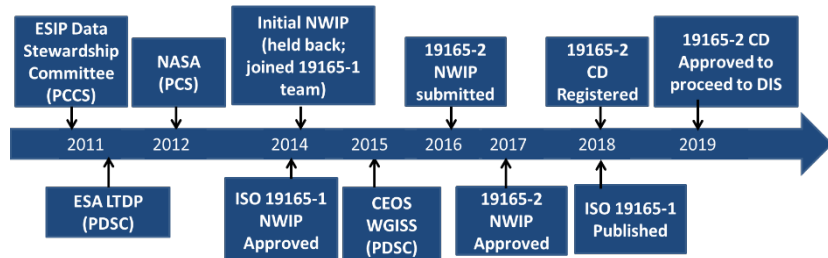 ESIP Data
Stewardship
Committee
(PCCS)
NASA
(PCS)
Initial NWIP
(held back;
joined 19165-1
team)
19165-2
NWIP
submitted
19165-2
CD
Registered
19165-2 CD
Approved to
proceed to DIS
2011 2012 2014 2015 2016 2017 2018 2019
ESA LTDP
(PDSC)
ISO 19165-1
NWIP
Approved
CEOS
WGISS
(PDSC)
19165-2
NWIP
Approved
ISO 19165-1
Published